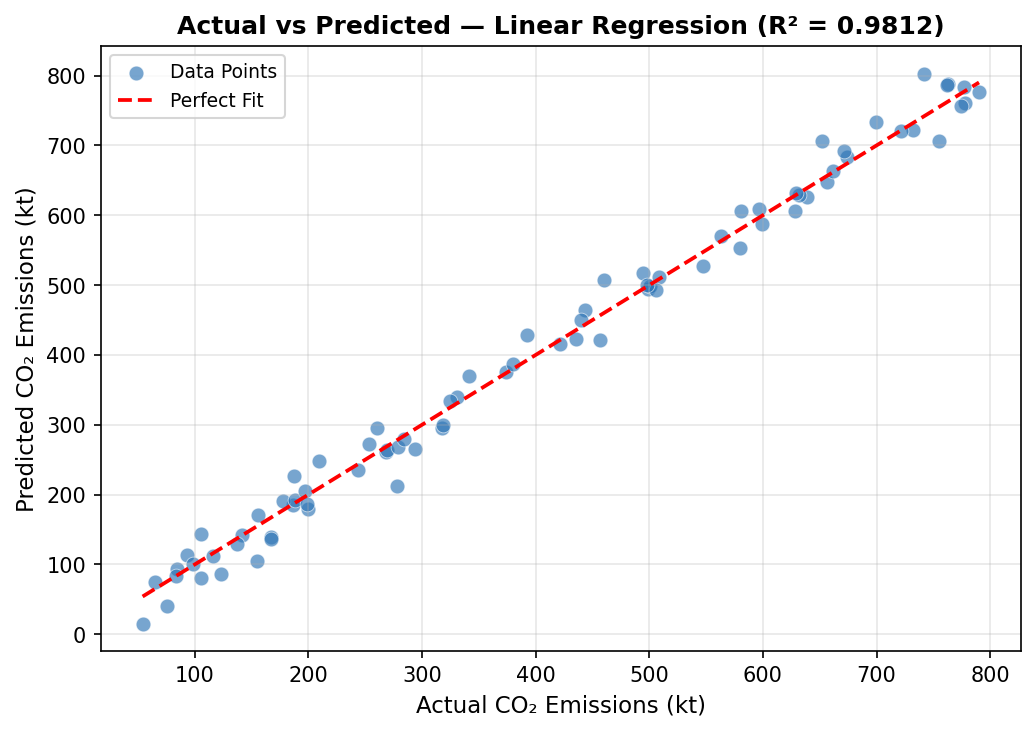 Actual vs Predicted — Linear Regression (R² = 0.9812)
Data Points
Perfect Fit
Predicted CO₂ Emissions (kt)
800
700
600
500
400
300
200
100
0
100 200 300 400 500 600 700 800
Actual CO₂ Emissions (kt)